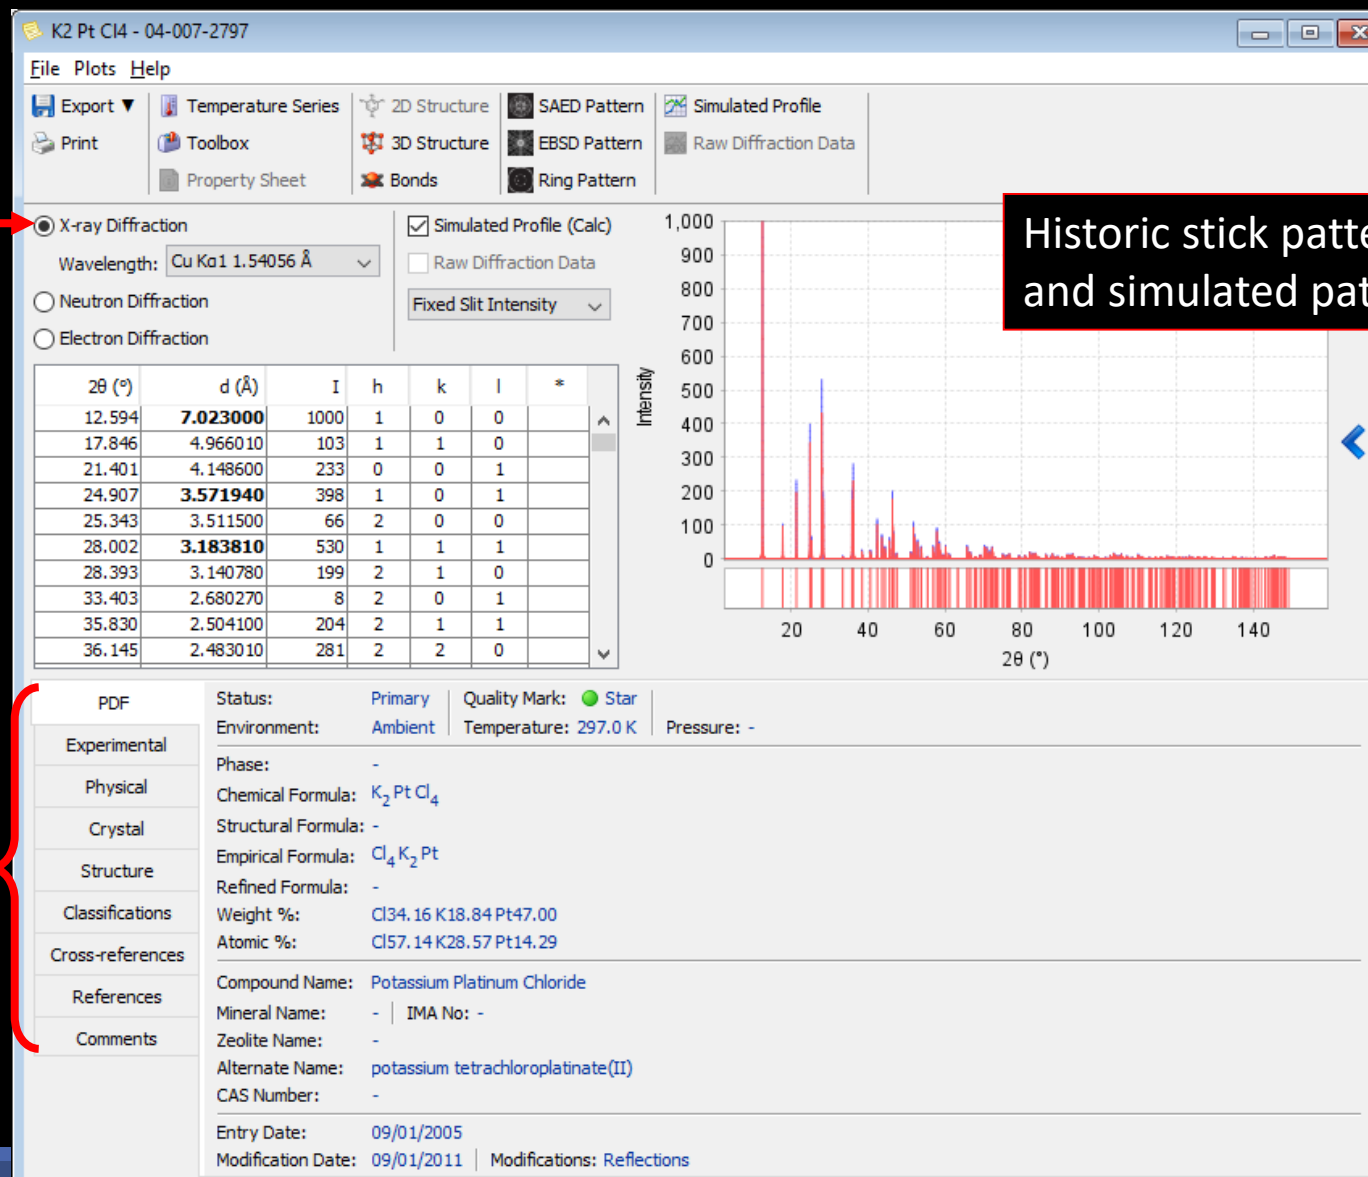 K2 Pt Cl4 - 04-007-2797
File Plots Help
Export ▼ Temperature Series 2D Structure SAED Pattern Simulated Profile
Print Toolbox 3D Structure EBSD Pattern Raw Diffraction Data
Property Sheet Bonds Ring Pattern
X-ray Diffraction
Wavelength: Cu Kα1 1.54056 Å
Neutron Diffraction
Electron Diffraction
Simulated Profile (Calc)
Raw Diffraction Data
Fixed Slit Intensity
2θ (°) d (Å) I h k l *
12.594 7.023000 1000 1 0 0
17.846 4.966010 103 1 1 0
21.401 4.148600 233 0 0 1
24.907 3.571940 398 1 0 1
25.343 3.511500 66 2 0 0
28.002 3.183810 530 1 1 1
28.393 3.140780 199 2 1 0
33.403 2.680270 8 2 0 1
35.830 2.504100 204 2 1 1
36.145 2.483010 281 2 2 0
Historic stick patte
and simulated pat
Intensity
1,000
900
800
700
600
500
400
300
200
100
0
20 40 60 80 100 120 140
2θ (°)
PDF
Experimental
Physical
Crystal
Structure
Classifications
Cross-references
References
Comments
Status: Primary Quality Mark: Star
Environment: Ambient Temperature: 297.0 K Pressure: -
Phase: -
Chemical Formula: K2 Pt Cl4
Structural Formula: -
Empirical Formula: Cl4 K2 Pt
Refined Formula: -
Weight %: Cl34.16 K18.84 Pt47.00
Atomic %: Cl57.14 K28.57 Pt14.29
Compound Name: Potassium Platinum Chloride
Mineral Name: - IMA No: -
Zeolite Name: -
Alternate Name: potassium tetrachloroplatinate(II)
CAS Number: -
Entry Date: 09/01/2005
Modification Date: 09/01/2011 Modifications: Reflections